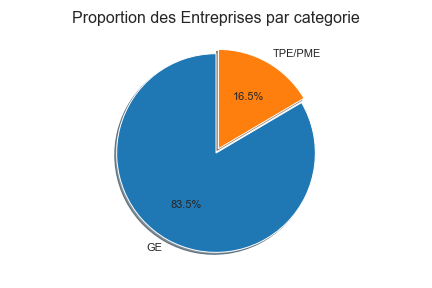 Proportion des Entreprises par categorie
TPE/PME
16.5%
83.5%
GE